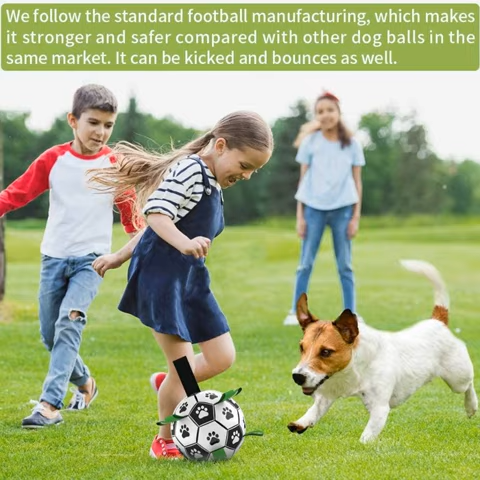 We follow the standard football manufacturing, which makes
it stronger and safer compared with other dog balls in the
same market. It can be kicked and bounces as well.